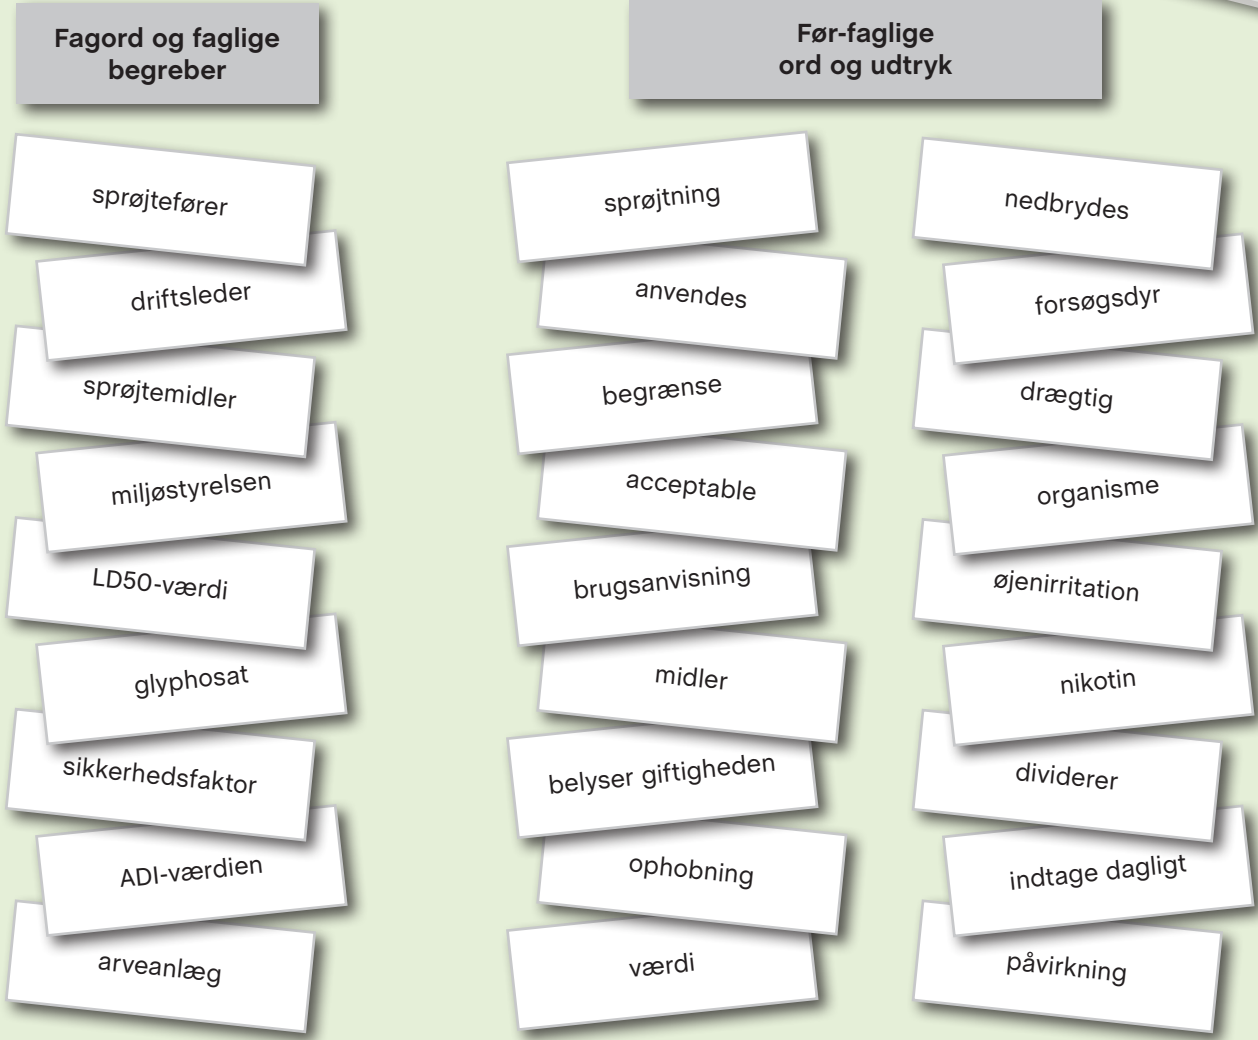 Fagord og faglige
begreber
sprøjtefører
driftsleder
sprøjtemidler
miljøstyrelsen
LD50-værdi
glyphosat
sikkerhedsfaktor
ADI-værdien
arveanlæg
Før-faglige
ord og udtryk
sprøjtning
anvendes
begrænse
acceptable
brugsanvisning
midler
belyser giftigheden
ophobning
værdi
nedbrydes
forsøgsdyr
drægtig
organisme
øjenirritation
nikotin
dividerer
indtage dagligt
påvirkning